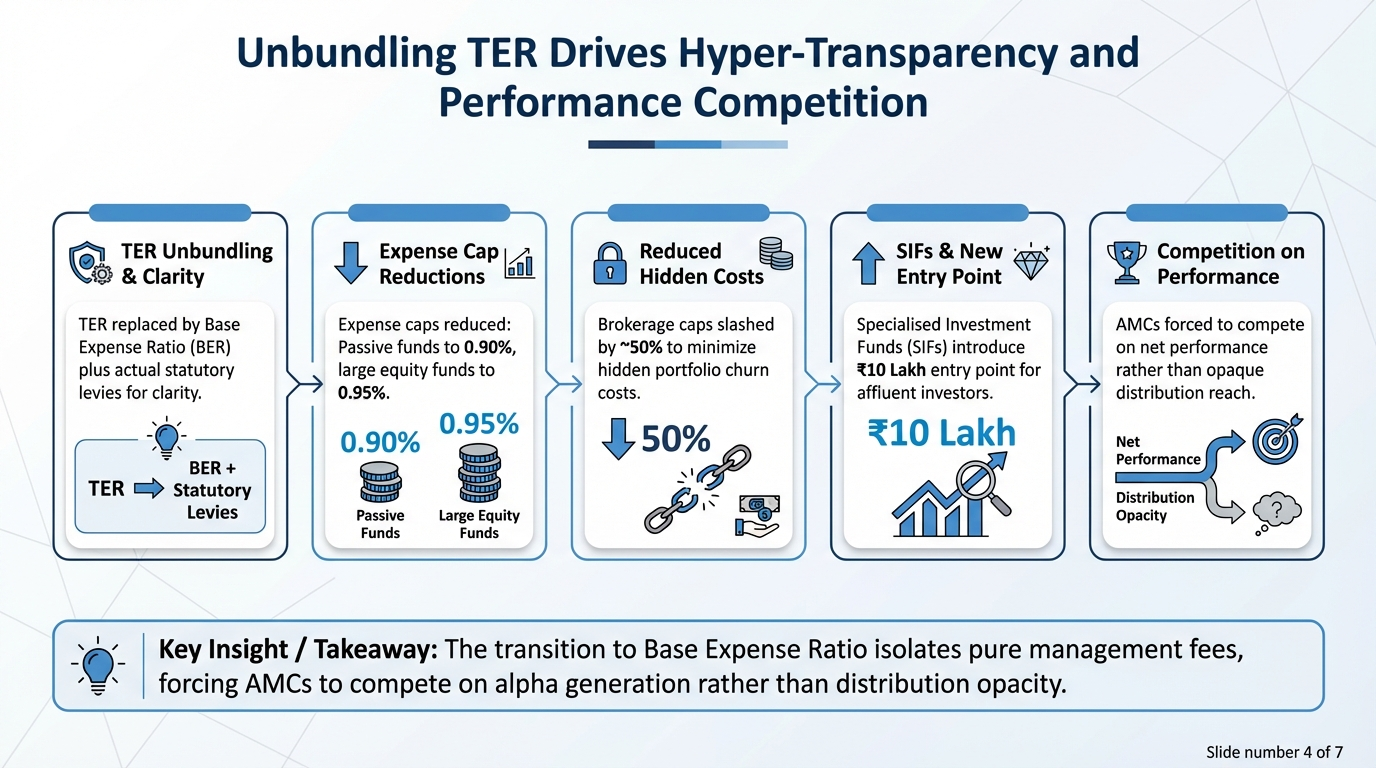 Unbundling TER Drives Hyper-Transparency and
Performance Competition
TER Unbundling
& Clarity
TER replaced by Base
Expense Ratio (BER)
plus actual statutory
levies for clarity.
TER
BER +
Statutory
Levies
Expense Cap
Reductions
Expense caps reduced:
Passive funds to 0.90%,
large equity funds to
0.95%.
0.90%
0.95%
Passive
Funds
Large Equity
Funds
Reduced
Hidden Costs
Brokerage caps slashed
by ~50% to minimize
hidden portfolio churn
costs.
50%
SIFs & New
Entry Point
Specialised Investment
Funds (SIFs) introduce
₹10 Lakh entry point for
affluent investors.
₹10 Lakh
Competition on
Performance
AMCs forced to compete
on net performance
rather than opaque
distribution reach.
Net
Performance
Distribution
Opacity
?
Key Insight / Takeaway: The transition to Base Expense Ratio isolates pure management fees,
forcing AMCs to compete on alpha generation rather than distribution opacity.
Slide number 4 of 7